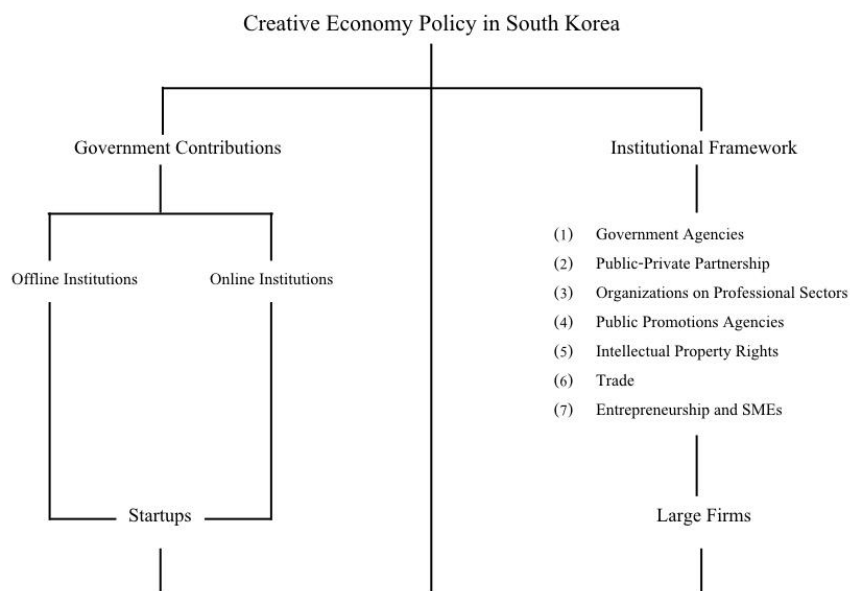 Creative Economy Policy in South Korea
Government Contributions
Institutional Framework
Offline Institutions
Online Institutions
(1) Government Agencies
(2) Public-Private Partnership
(3) Organizations on Professional Sectors
(4) Public Promotions Agencies
(5) Intellectual Property Rights
(6) Trade
(7) Entrepreneurship and SMEs
Startups
Large Firms